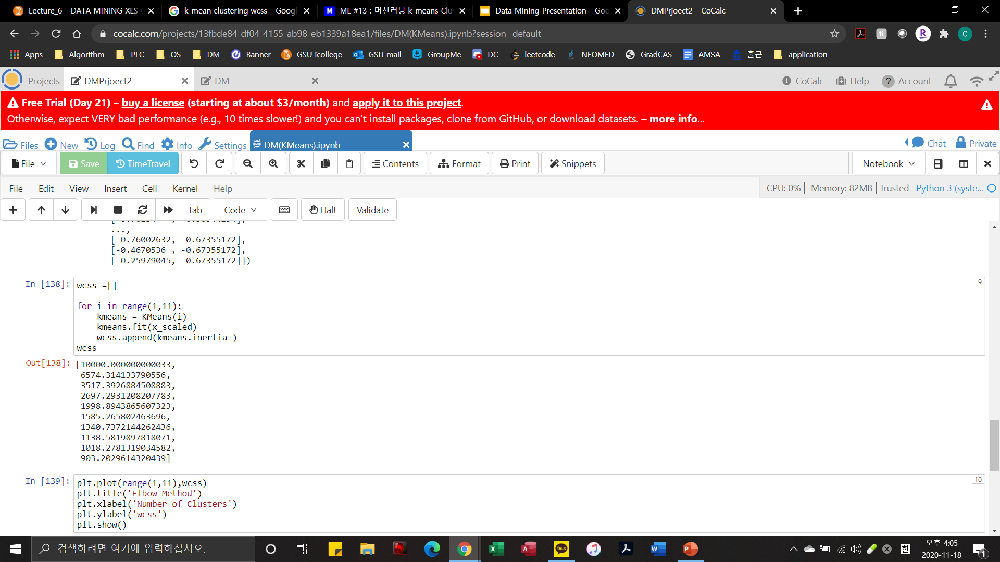 Lecture_6 - DATA MINING XLS
k-mean clustering wcss - Googl
ML #13 : 머신러닝 k-means Clu
Data Mining Presentation - Goo
DMPrjoect2 - CoCalc
cocalc.com/projects/13fbde84-df04-4155-ab98-eb1339a18ea1/files/DM(KMeans).ipynb?session=default
R
C
Apps Algorithm PLC OS DM Banner GSU icollege GSU mail GroupMe DC leetcode NEOMED GradCAS AMSA 출근 application
Projects DMPrjoect2 DM CoCalc Help Account
Free Trial (Day 21) – buy a license (starting at about $3/month) and apply it to this project.
Otherwise, expect VERY bad performance (e.g., 10 times slower!) and you can't install packages, clone from GitHub, or download datasets. – more info...
Files New Log Find Info Settings DM(KMeans).ipynb Chat Private
File Save TimeTravel Contents Format Print Snippets Notebook
File Edit View Insert Cell Kernel Help CPU: 0% Memory: 82MB Trusted Python 3 (syste...
tab Code Halt Validate
...,
[-0.76002632, -0.67355172],
[-0.4670536 , -0.67355172],
[-0.25979045, -0.67355172]])
In [138]: wcss =[] 9
for i in range(1,11):
kmeans = KMeans(i)
kmeans.fit(x_scaled)
wcss.append(kmeans.inertia_)
wcss
Out[138]: [10000.000000000033,
6574.314133790556,
3517.3926884508883,
2697.2931208207783,
1998.8943865607323,
1585.265802463696,
1340.7372144262436,
1138.5819897818071,
1018.2781319034582,
903.2029614320439]
In [139]: plt.plot(range(1,11),wcss) 10
plt.title('Elbow Method')
plt.xlabel('Number of Clusters')
plt.ylabel('wcss')
plt.show()
검색하려면 여기에 입력하십시오.
TALK
한
오후 4:05
2020-11-18
1